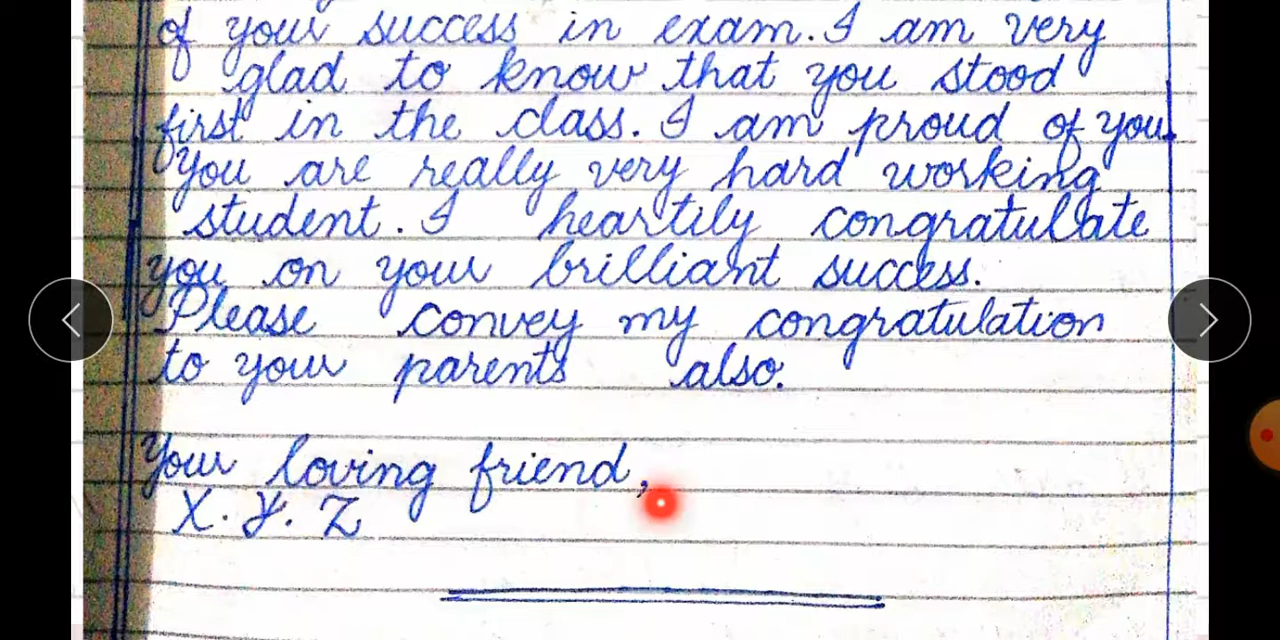 of your success in exam. I am very
glad to know that you stood
first in the class. I am proud of you.
You are really very hard working
student. I heartily congratulate
you on your brilliant success.
Please convey my congratulation
to your parents also.
Your loving friend,
X. Y. Z